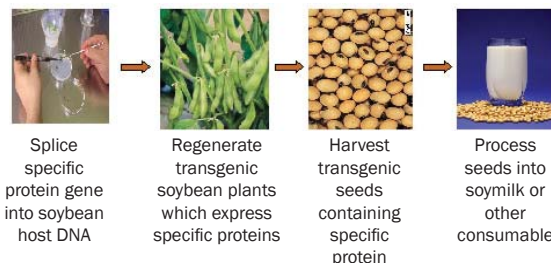 Splice
specific
protein gene
into soybean
host DNA
Regenerate
transgenic
soybean plants
which express
specific proteins
Harvest
transgenic
seeds
containing
specific
protein
Process
seeds into
soymilk or
other
consumable